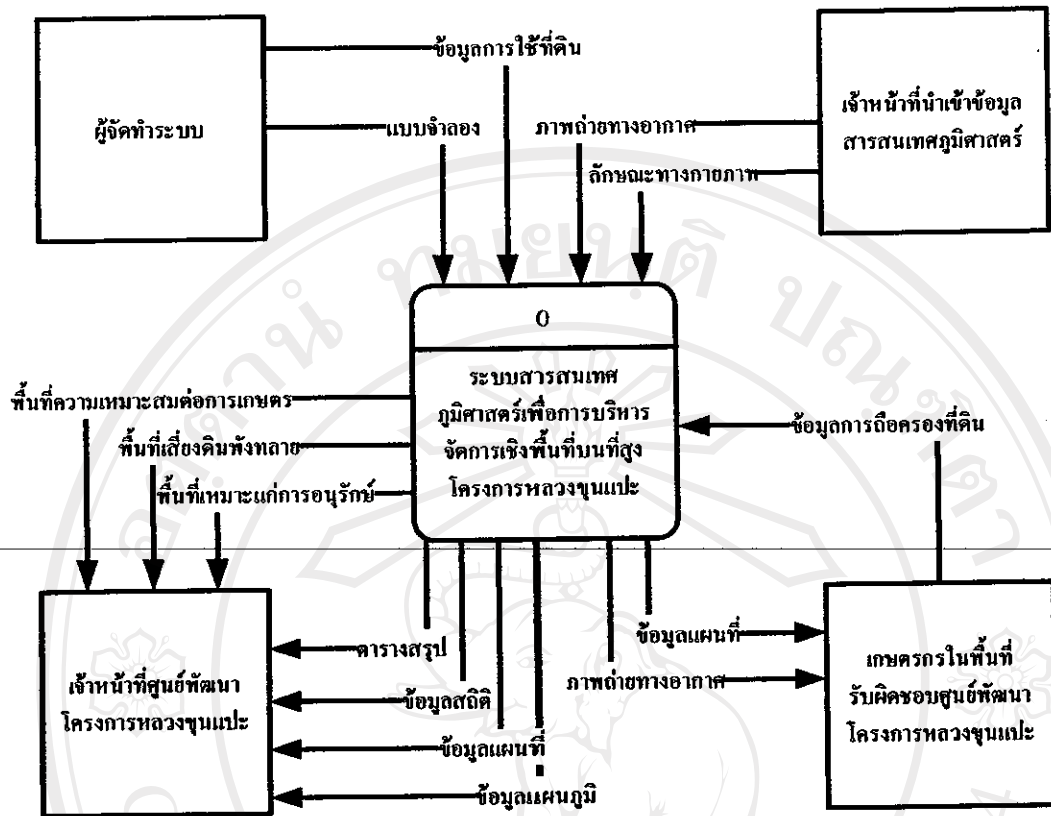 ข้อมูลการใช้ที่ดิน
ผู้จัดทำระบบ
แบบจำลอง
ภาพถ่ายทางอากาศ
ลักษณะทางกายภาพ
เจ้าหน้าที่นำเข้าข้อมูล
สารสนเทศภูมิศาสตร์
0
ระบบสารสนเทศ
ภูมิศาสตร์เพื่อการบริหาร
จัดการเชิงพื้นที่บนที่สูง
โครงการหลวงขุนแปะ
พื้นที่ความเหมาะสมต่อการเกษตร
พื้นที่เสี่ยงดินพังทลาย
พื้นที่เหมาะแก่การอนุรักษ์
ข้อมูลการถือครองที่ดิน
เจ้าหน้าที่ศูนย์พัฒนา
โครงการหลวงขุนแปะ
ตารางสรุป
ข้อมูลสถิติ
ข้อมูลแผนที่
ข้อมูลแผนภูมิ
ข้อมูลแผนที่
ภาพถ่ายทางอากาศ
เกษตรกรในพื้นที่
รับผิดชอบศูนย์พัฒนา
โครงการหลวงขุนแปะ